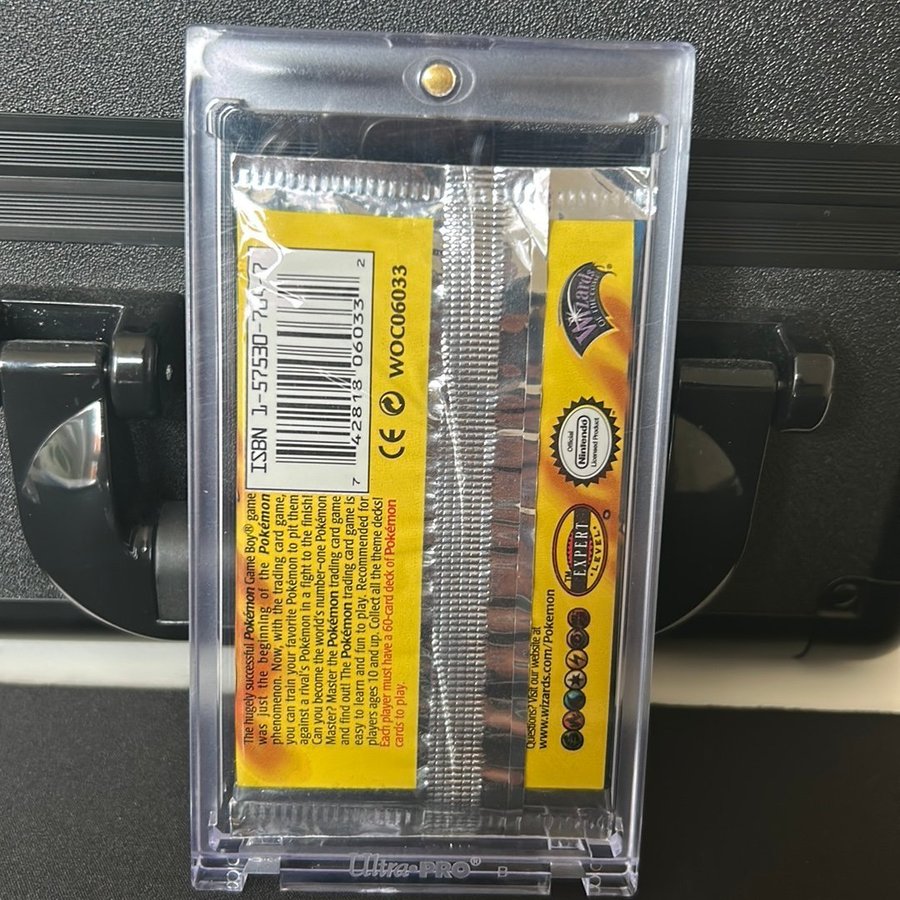 ISBN 1-57530-
7 42818 06033 2
CE WOC06033
The hugely successful Pokémon Game Boy® game
was just the beginning of the Pokémon
phenomenon. Now, with the trading card game,
you can train your favorite Pokémon to pit them
against a rival's Pokémon in a fight to the finish!
Can you become the world's number-one Pokémon
Master? Master the Pokémon trading card game
and find out! The Pokémon trading card game is
easy to learn and fun to play. Recommended for
players ages 10 and up. Collect all the theme decks!
Each player must have a 60-card deck of Pokémon
cards to play.
Wizards
OF THE COAST
®
Official
Nintendo
Licensed Product
TM
EXPERT
LEVEL
Questions? Visit our website at
www.wizards.com/Pokemon
Ultra•PRO® B